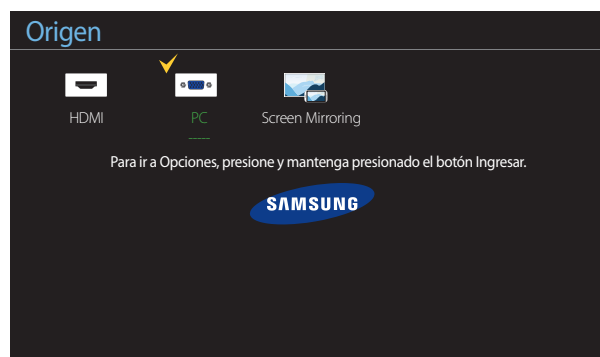 Origen
HDMI
PC
Screen Mirroring
-----
Para ir a Opciones, presione y mantenga presionado el botón Ingresar.
SAMSUNG